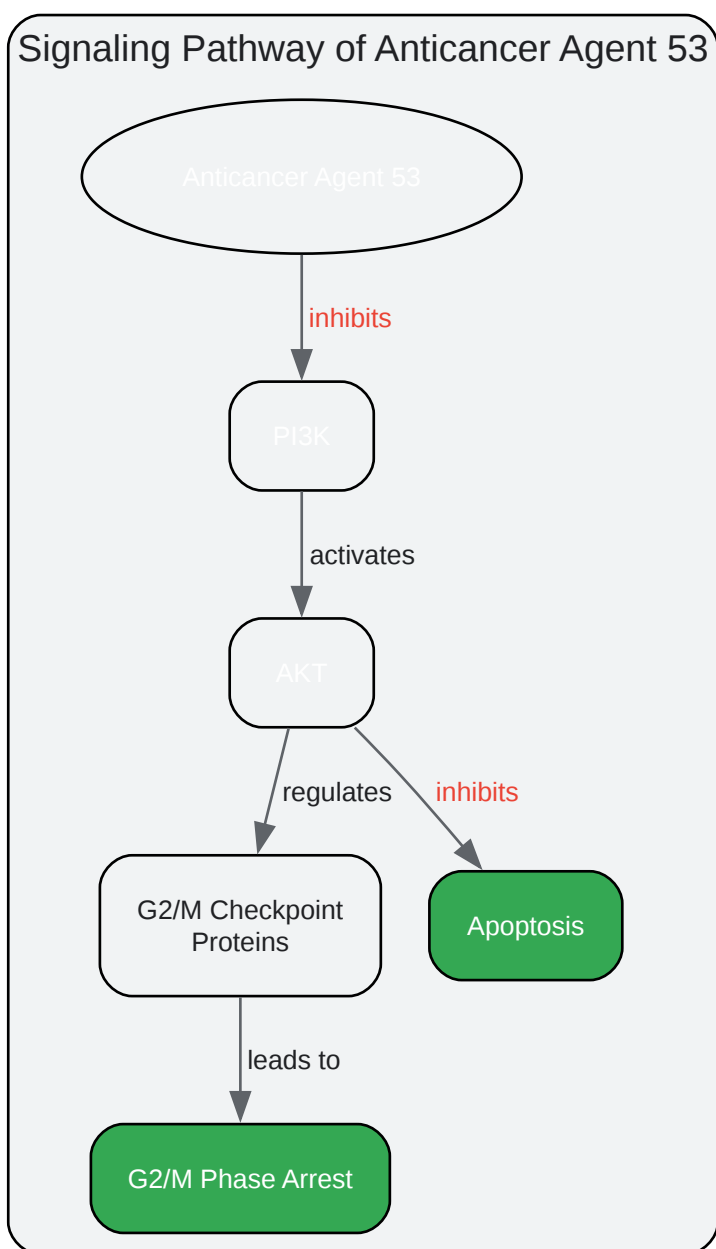 Signaling Pathway of Anticancer Agent 53
Anticancer Agent 53
inhibits
PI3K
activates
AKT
regulates
inhibits
G2/M Checkpoint
Proteins
Apoptosis
leads to
G2/M Phase Arrest